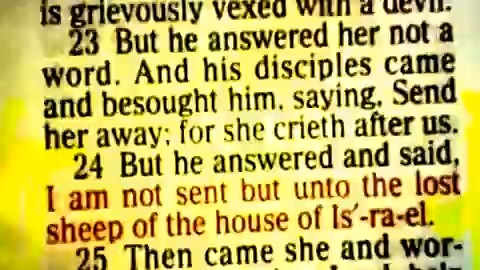 is grievously vexed with a devil.
23 But he answered her not a
word. And his disciples came
and besought him, saying, Send
her away; for she crieth after us.
24 But he answered and said,
I am not sent but unto the lost
sheep of the house of Is´-ra-el.
25 Then came she and wor-